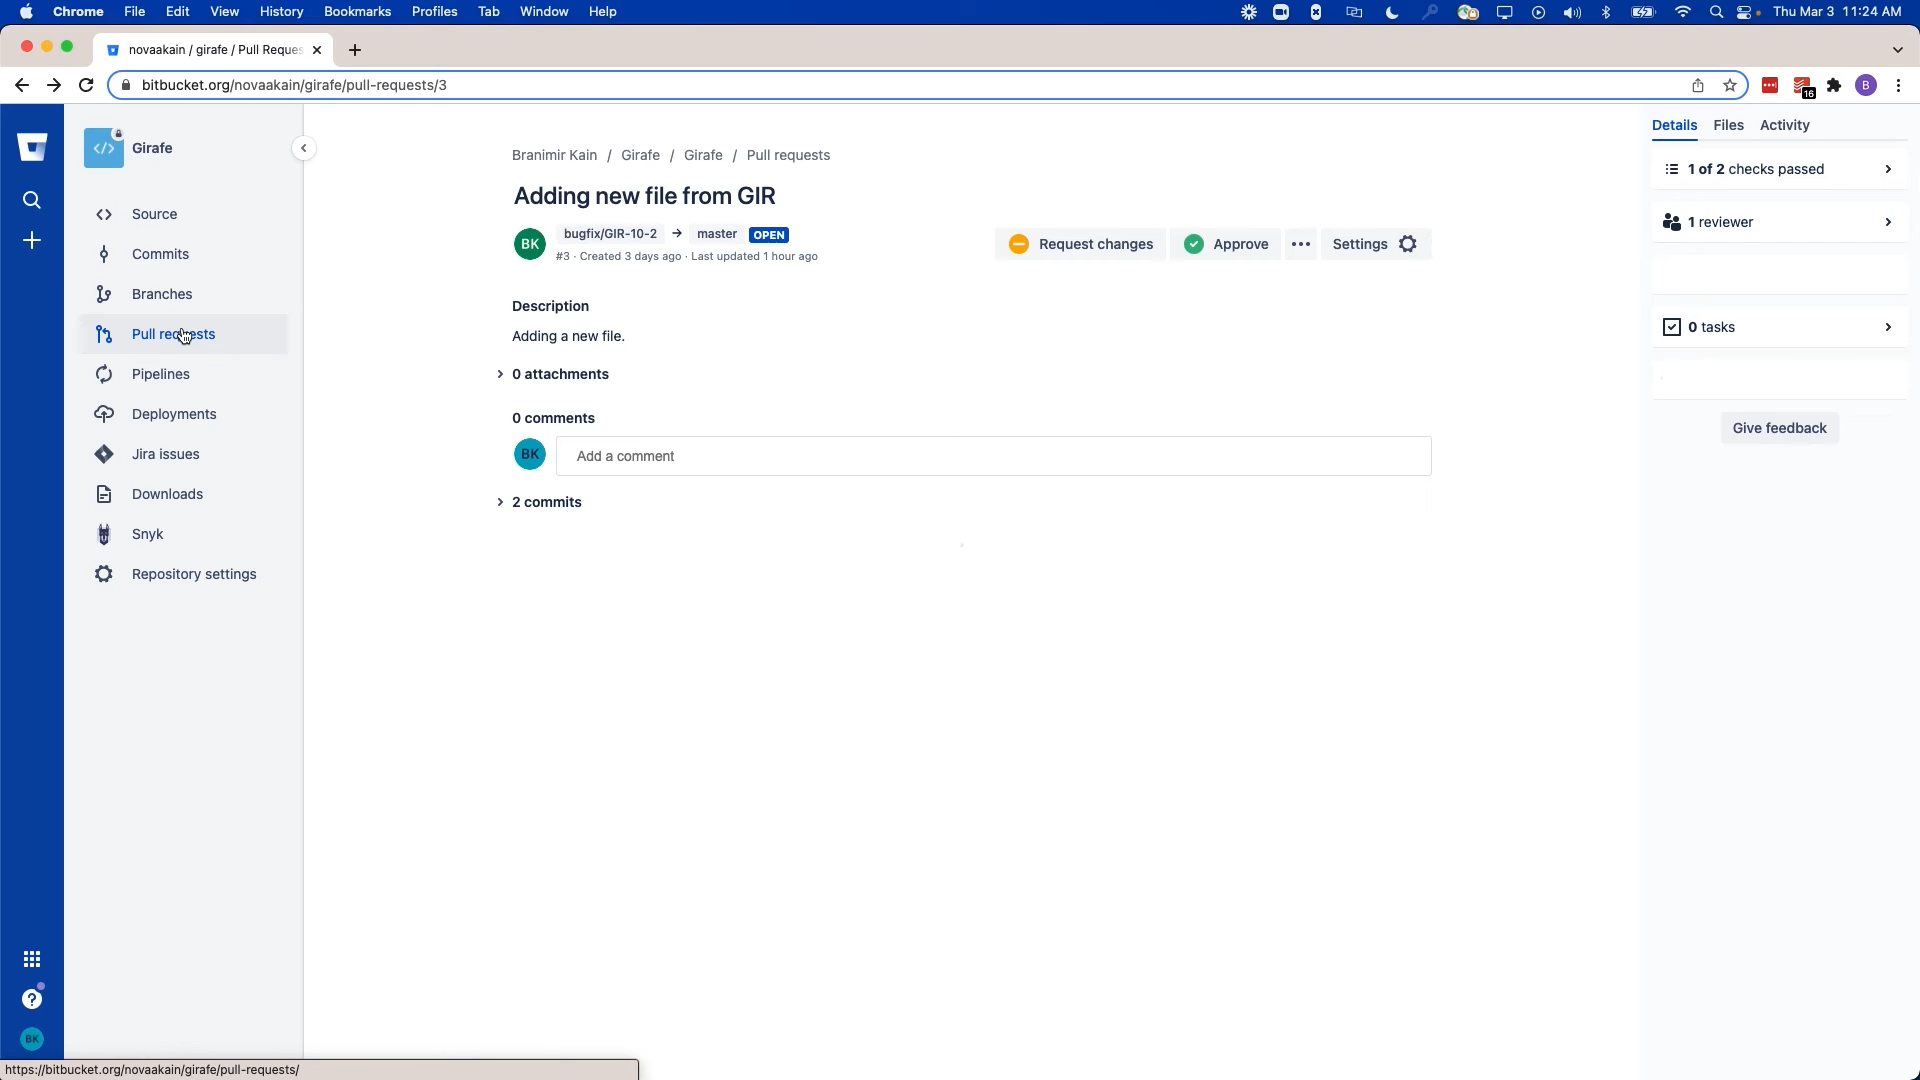 Chrome File Edit View History Bookmarks Profiles Tab Window Help Thu Mar 3 11:24 AM
novaakain / girafe / Pull Reques
bitbucket.org/novaakain/girafe/pull-requests/3
16
B
Girafe
Source
Commits
Branches
Pull requests
Pipelines
Deployments
Jira issues
Downloads
Snyk
Repository settings
BK
Branimir Kain / Girafe / Girafe / Pull requests
Adding new file from GIR
BK
bugfix/GIR-10-2 → master OPEN
#3 · Created 3 days ago · Last updated 1 hour ago
Request changes
Approve
Settings
Description
Adding a new file.
0 attachments
0 comments
BK
Add a comment
2 commits
Details Files Activity
1 of 2 checks passed
1 reviewer
0 tasks
Give feedback
https://bitbucket.org/novaakain/girafe/pull-requests/